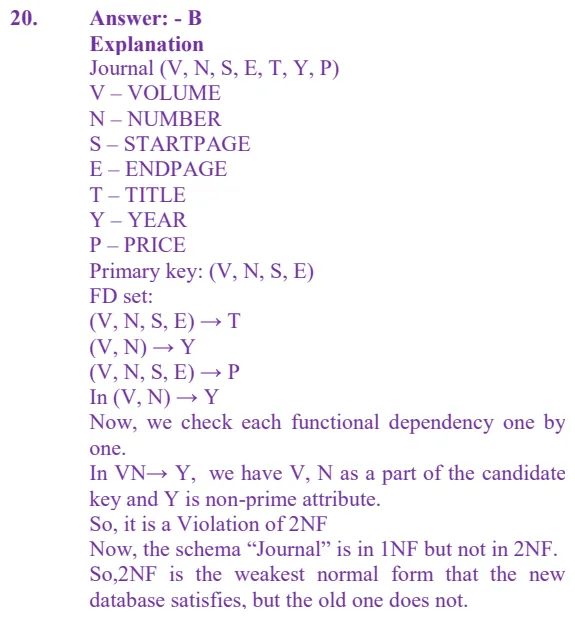 20. Answer: - B
Explanation
Journal (V, N, S, E, T, Y, P)
V – VOLUME
N – NUMBER
S – STARTPAGE
E – ENDPAGE
T – TITLE
Y – YEAR
P – PRICE
Primary key: (V, N, S, E)
FD set:
(V, N, S, E) → T
(V, N) → Y
(V, N, S, E) → P
In (V, N) → Y
Now, we check each functional dependency one by
one.
In VN→ Y, we have V, N as a part of the candidate
key and Y is non-prime attribute.
So, it is a Violation of 2NF
Now, the schema “Journal” is in 1NF but not in 2NF.
So,2NF is the weakest normal form that the new
database satisfies, but the old one does not.